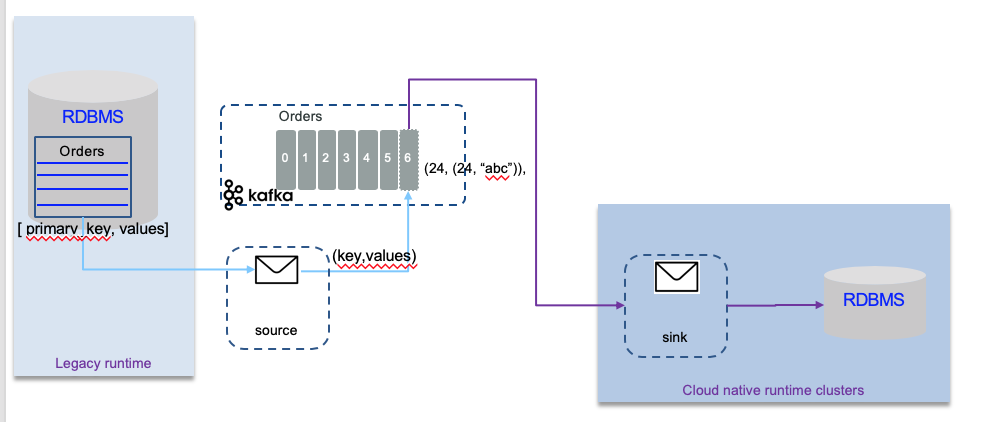 RDBMS
Orders
[ primary_key, values]
Legacy runtime
Orders
0 1 2 3 4 5 6
(24, (24, “abc”)),
kafka
(key,values)
source
sink
RDBMS
Cloud native runtime clusters